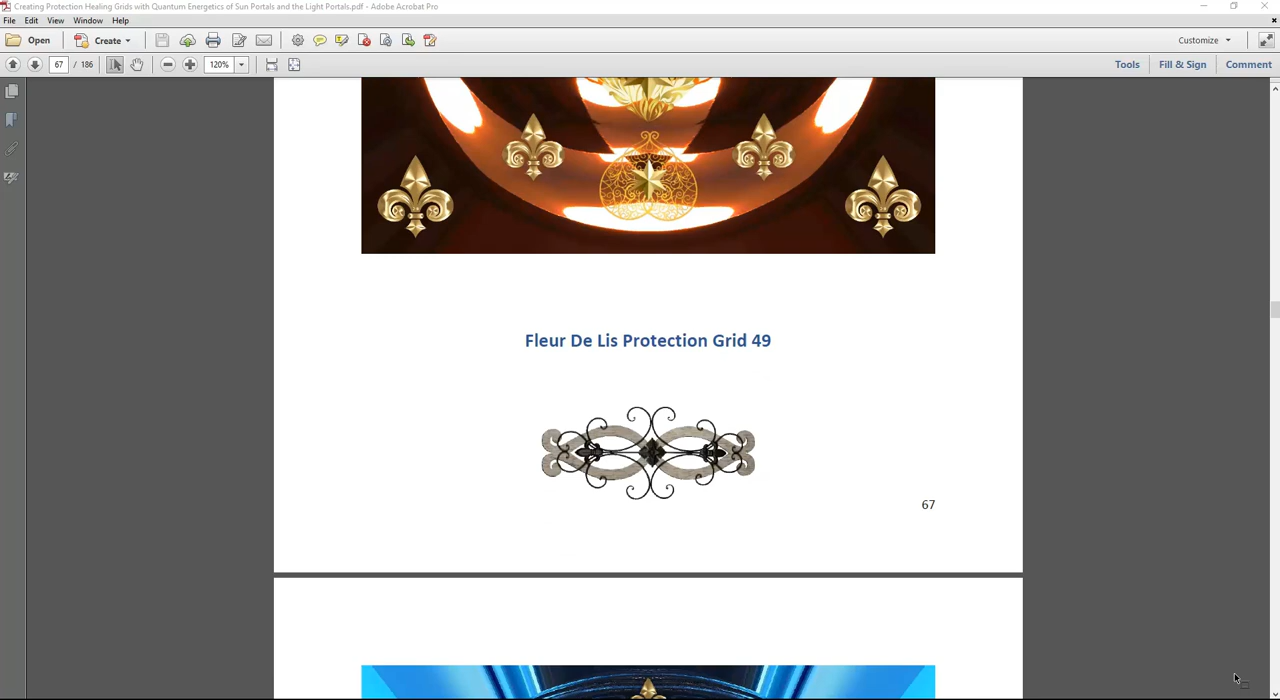 Creating Protection Healing Grids with Quantum Energetics of Sun Portals and the Light Portals.pdf - Adobe Acrobat Pro
File Edit View Window Help
Open Create Customize
67 / 186 120% Tools Fill & Sign Comment
Fleur De Lis Protection Grid 49
67